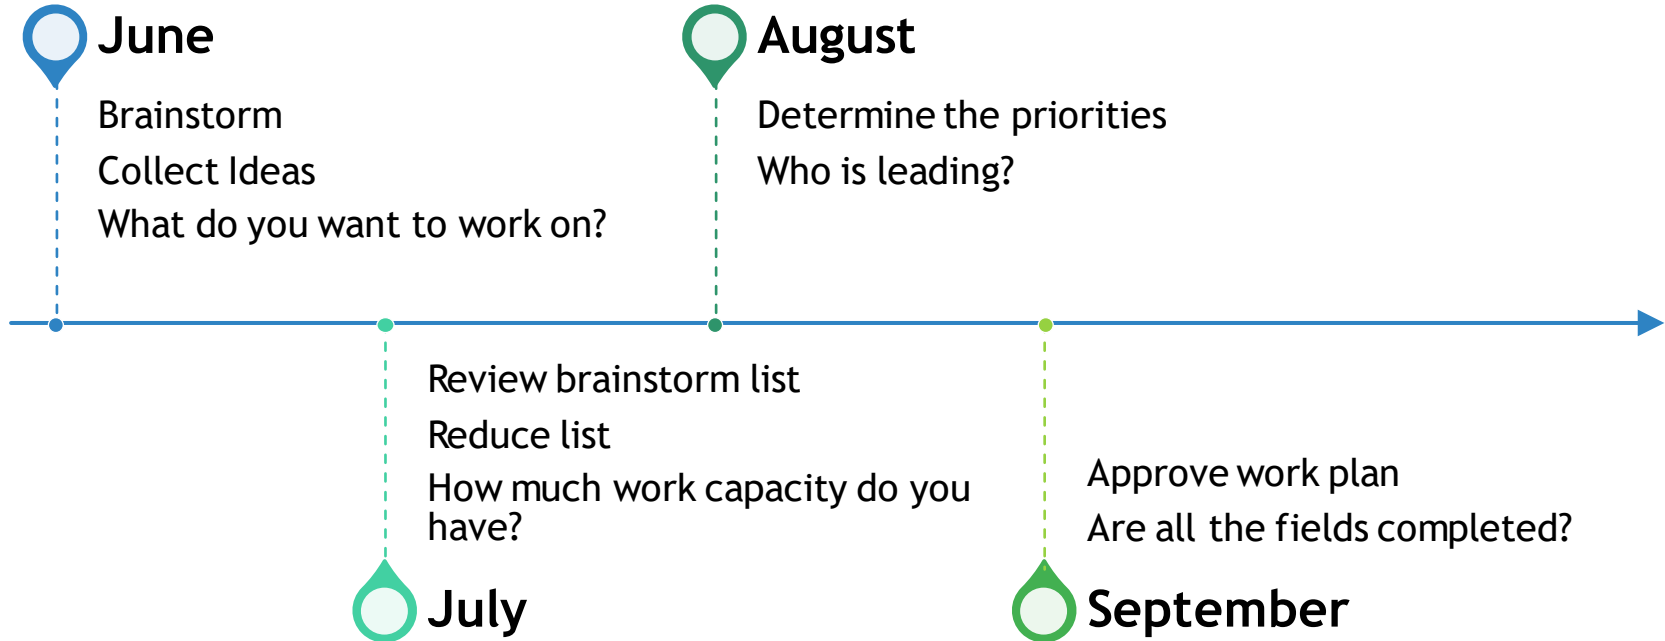 June
Brainstorm
Collect Ideas
What do you want to work on?
August
Determine the priorities
Who is leading?
Review brainstorm list
Reduce list
How much work capacity do you
have?
July
Approve work plan
Are all the fields completed?
September